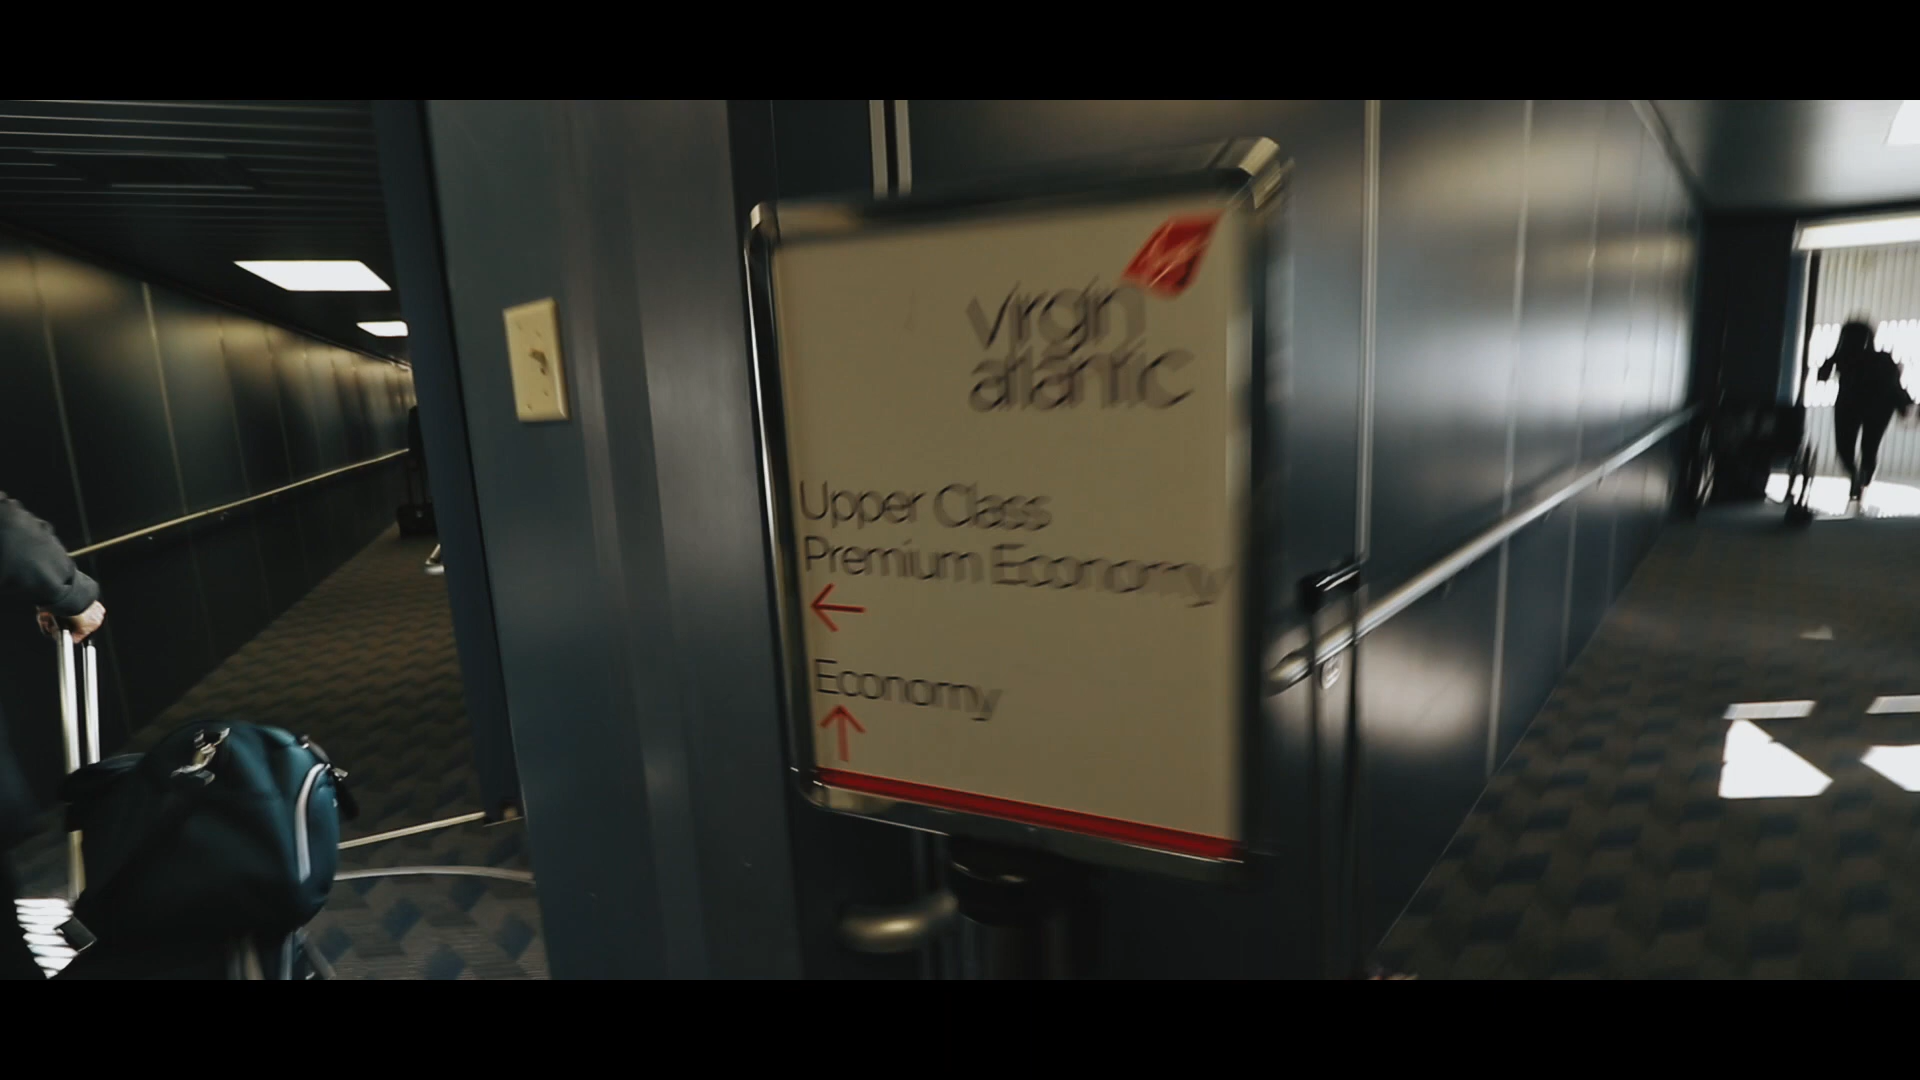 virgin
atlantic
Upper Class
Premium Economy
←
Economy
↑